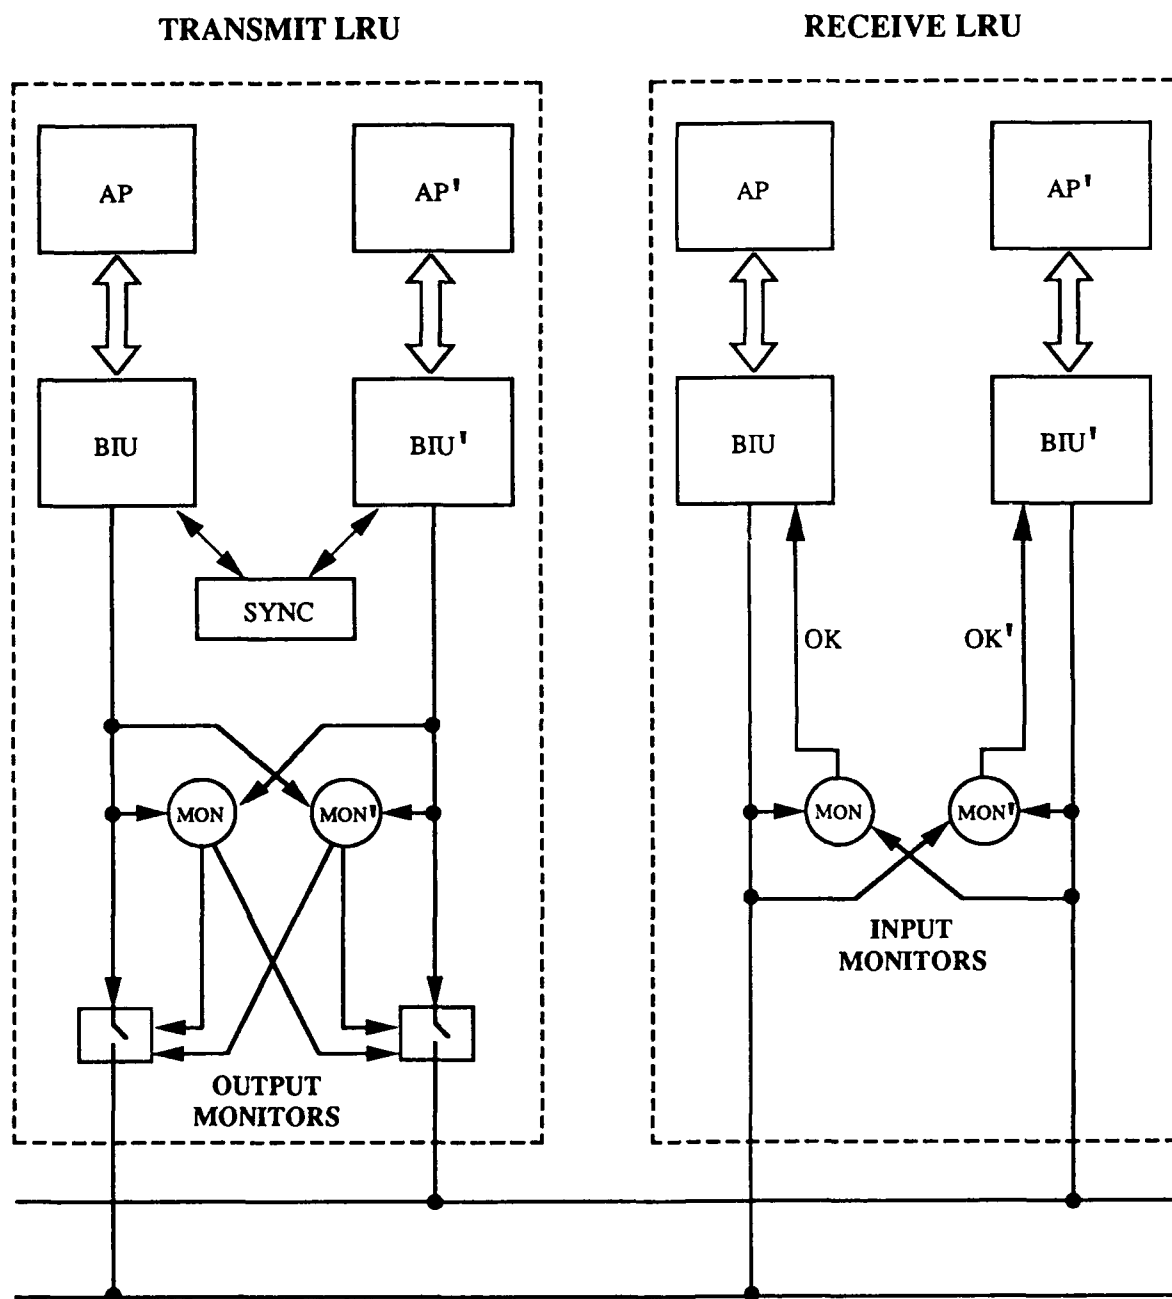 TRANSMIT LRU
RECEIVE LRU
AP
AP'
AP
AP'
BIU
BIU'
BIU
BIU'
SYNC
OK
OK'
MON
MON'
MON
MON'
INPUT
MONITORS
OUTPUT
MONITORS